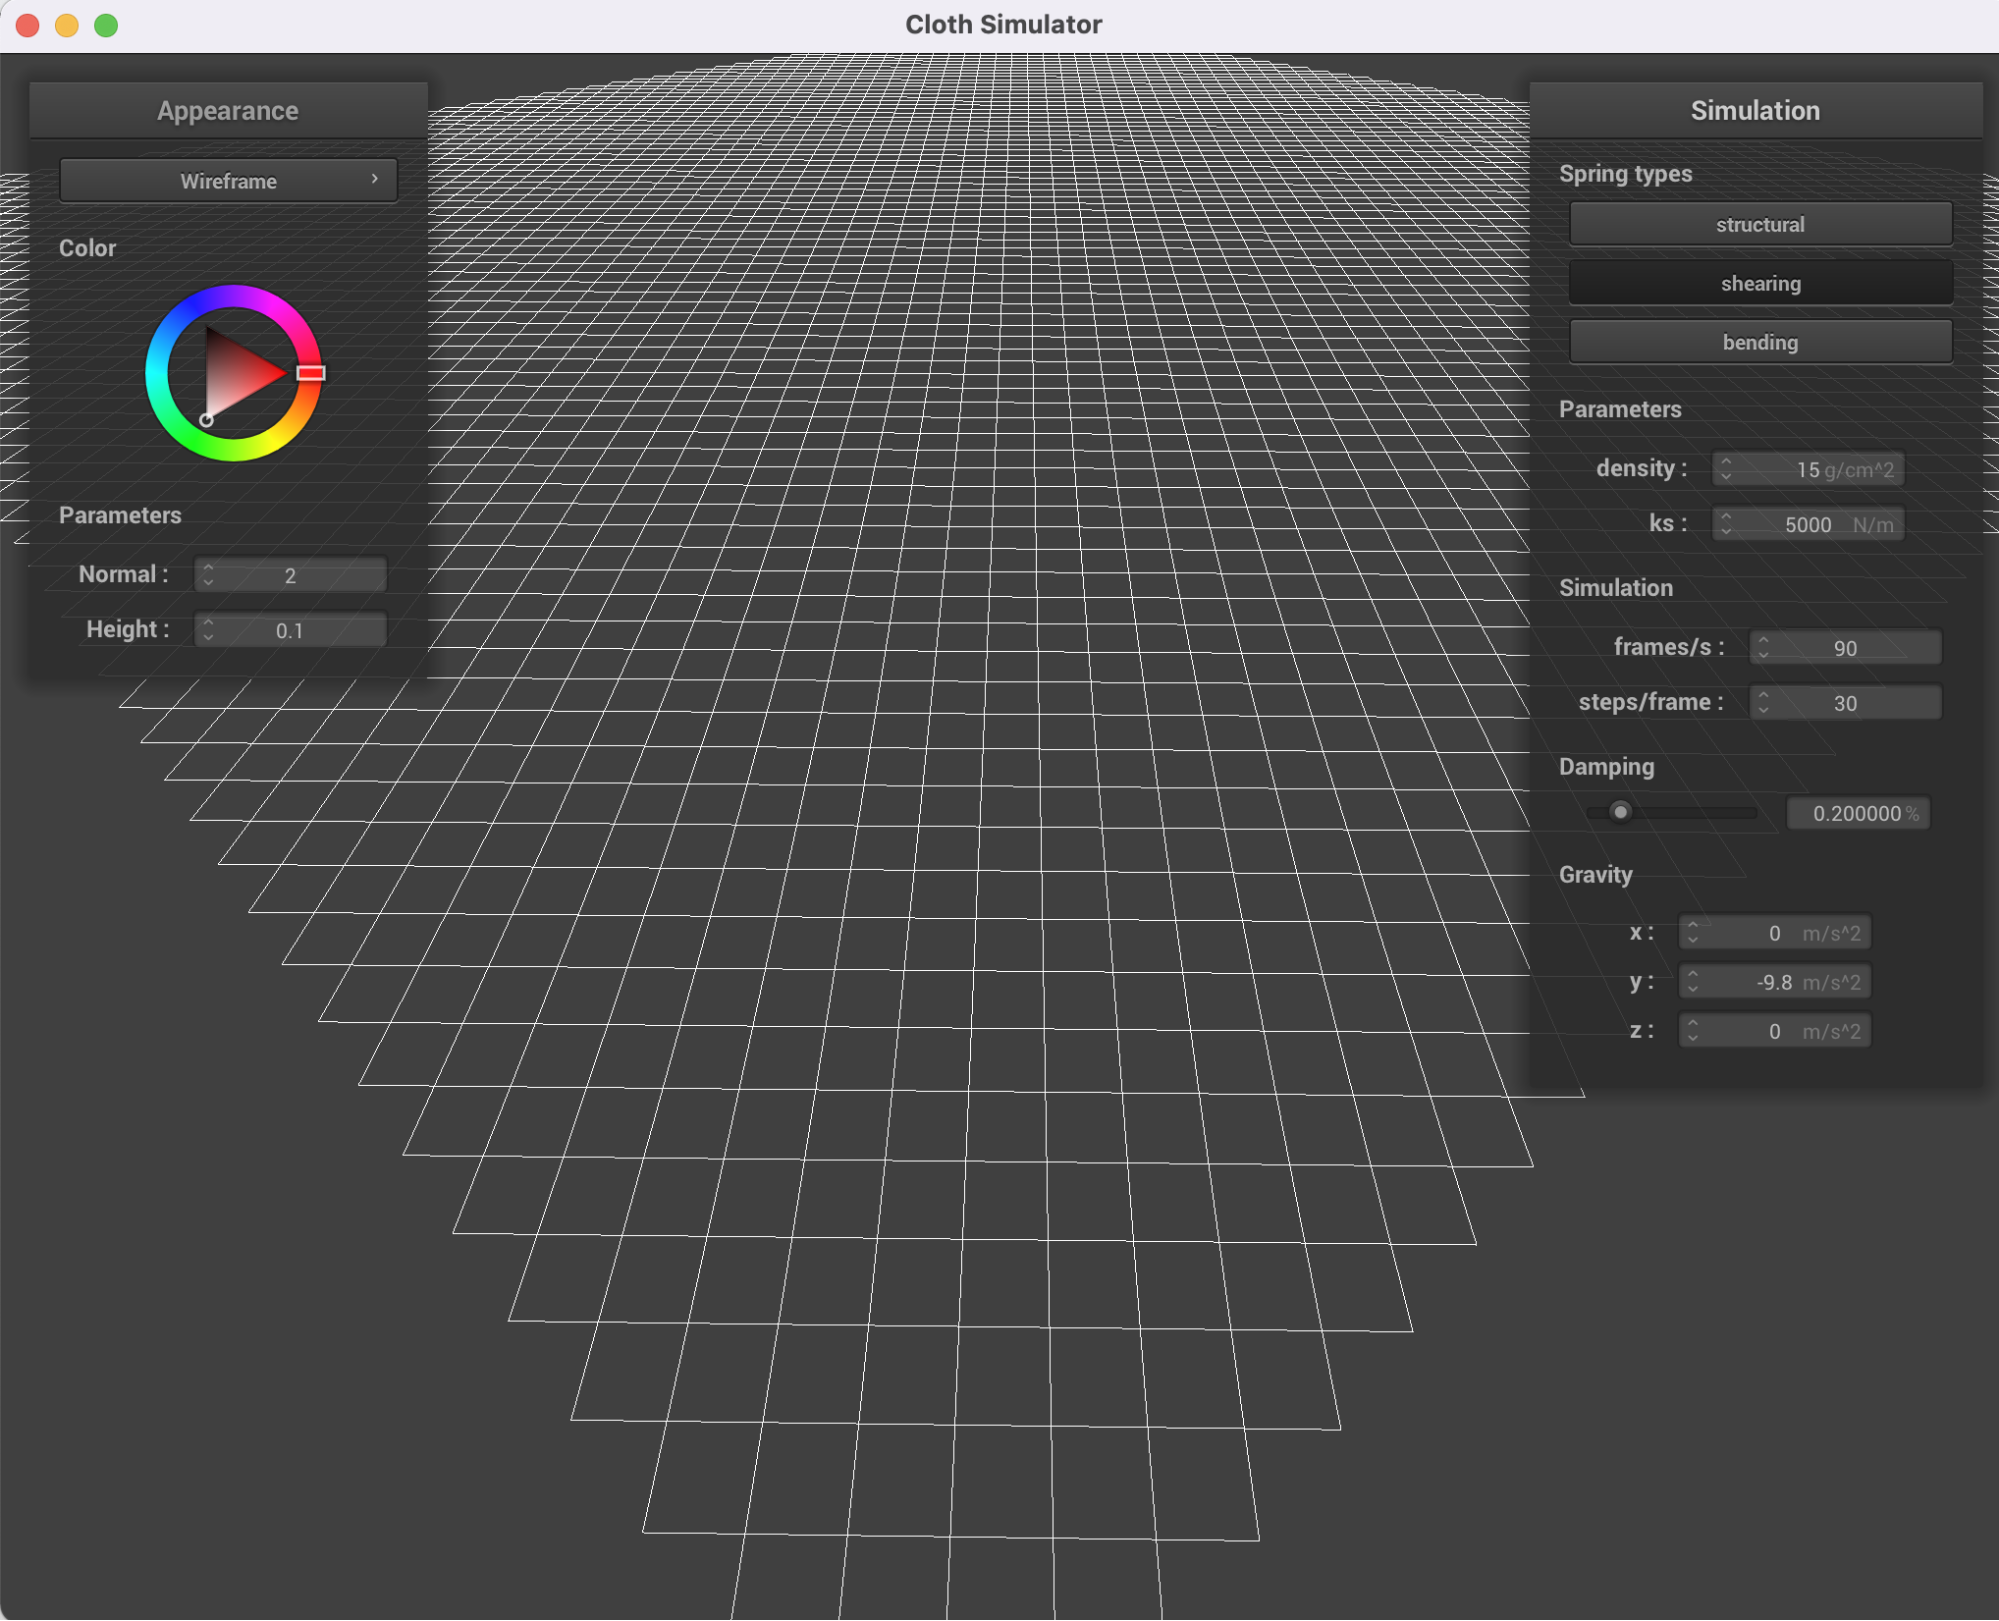 Cloth Simulator
Appearance
Wireframe
Color
Parameters
Normal : 2
Height : 0.1
Simulation
Spring types
structural
shearing
bending
Parameters
density : 15 g/cm^2
ks : 5000 N/m
Simulation
frames/s : 90
steps/frame : 30
Damping
0.200000 %
Gravity
x : 0 m/s^2
y : -9.8 m/s^2
z : 0 m/s^2